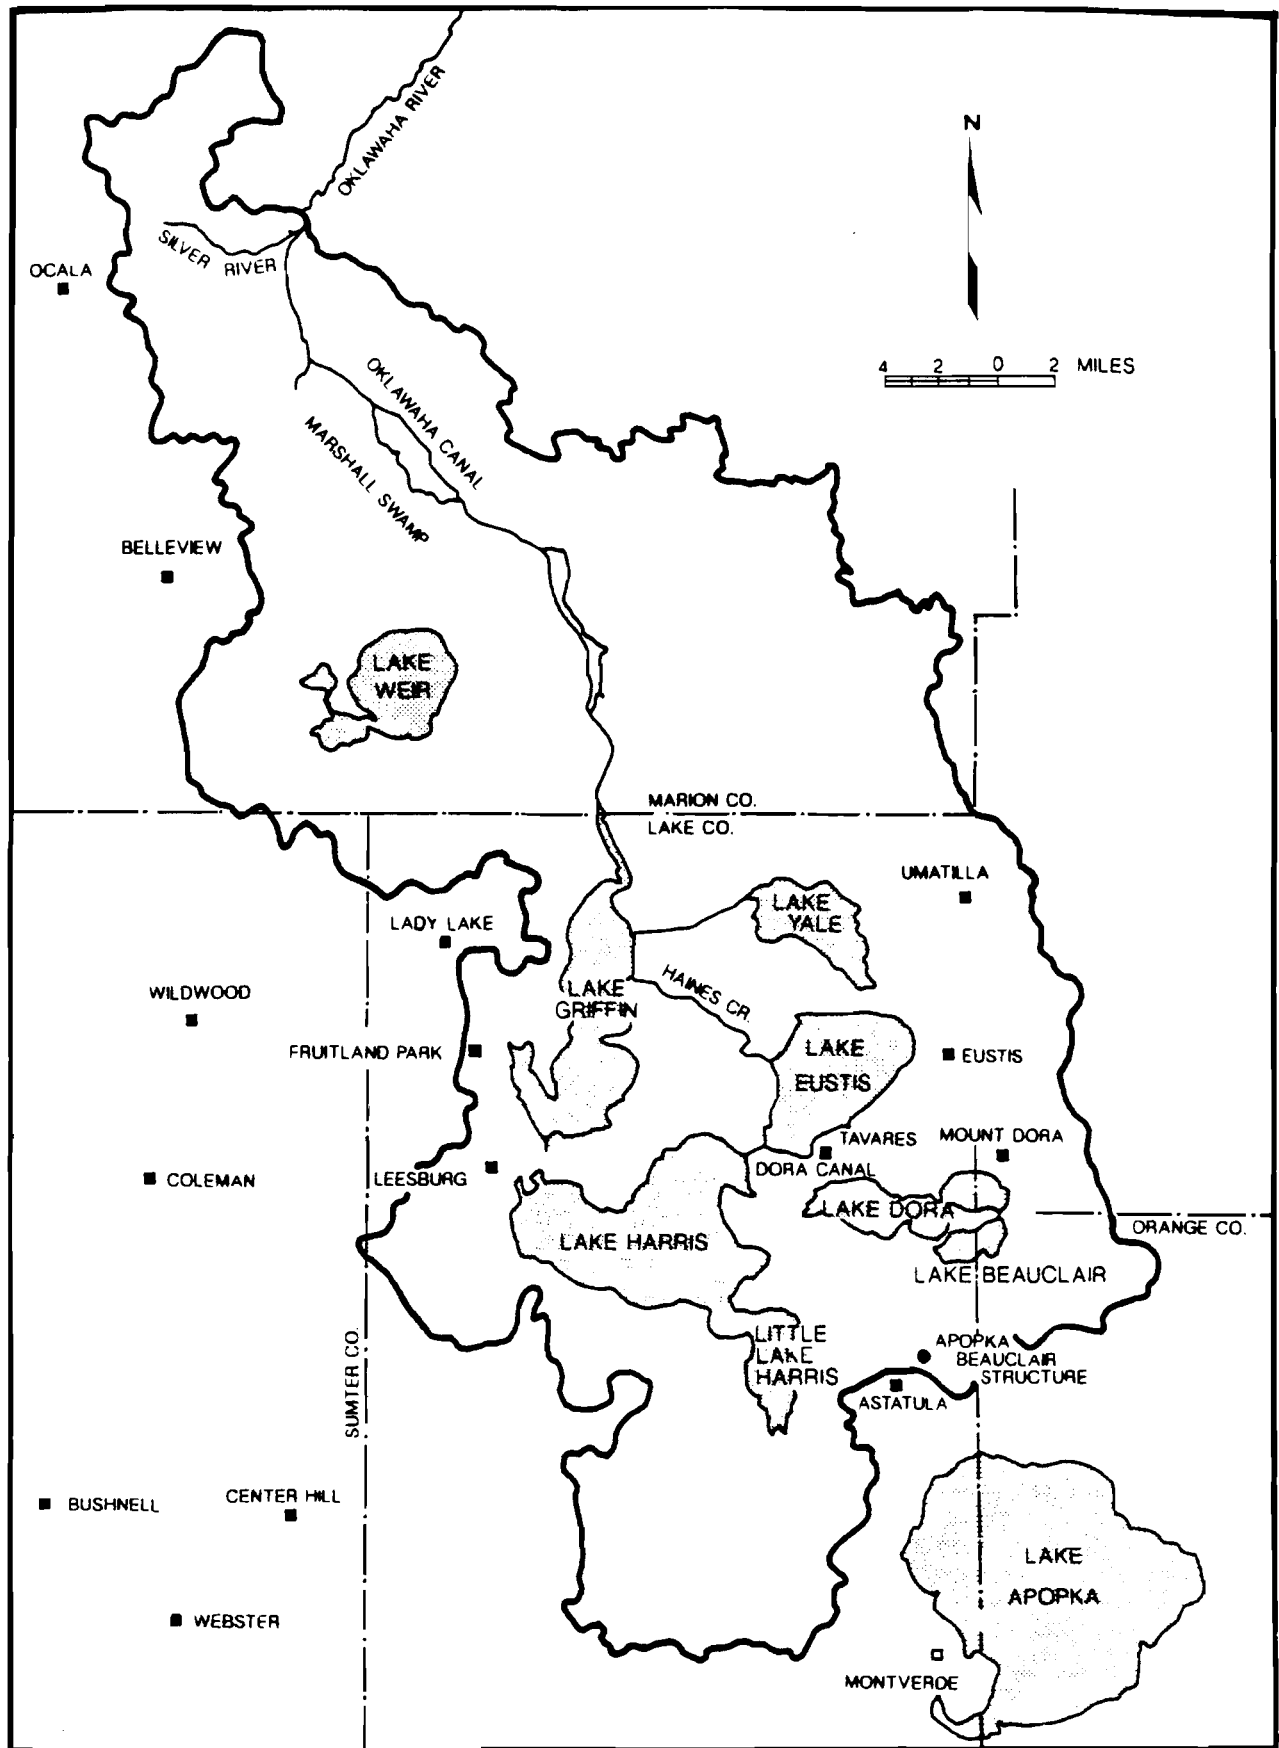 OKLAWAHA RIVER
N
SILVER RIVER
OCALA
4 2 0 2 MILES
OKLAWAHA CANAL
MARSHALL SWAMP
BELLEVIEW
LAKE
WEIR
MARION CO.
LAKE CO.
UMATILLA
LAKE
YALE
LADY LAKE
HAINES CR.
LAKE
GRIFFIN
WILDWOOD
FRUITLAND PARK
LAKE
EUSTIS
EUSTIS
TAVARES
MOUNT DORA
DORA CANAL
COLEMAN
LEESBURG
LAKE DORA
ORANGE CO.
LAKE HARRIS
LAKE BEAUCLAIR
LITTLE
LAKE
HARRIS
APOPKA
BEAUCLAIR
STRUCTURE
ASTATULA
SUMTER CO.
BUSHNELL
CENTER HILL
LAKE
APOPKA
WEBSTER
MONTVERDE